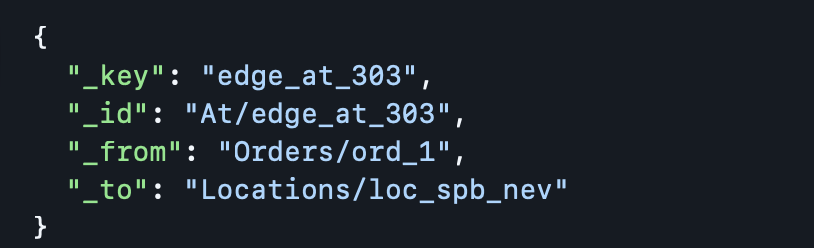 {
"_key": "edge_at_303",
"_id": "At/edge_at_303",
"_from": "Orders/ord_1",
"_to": "Locations/loc_spb_nev"
}